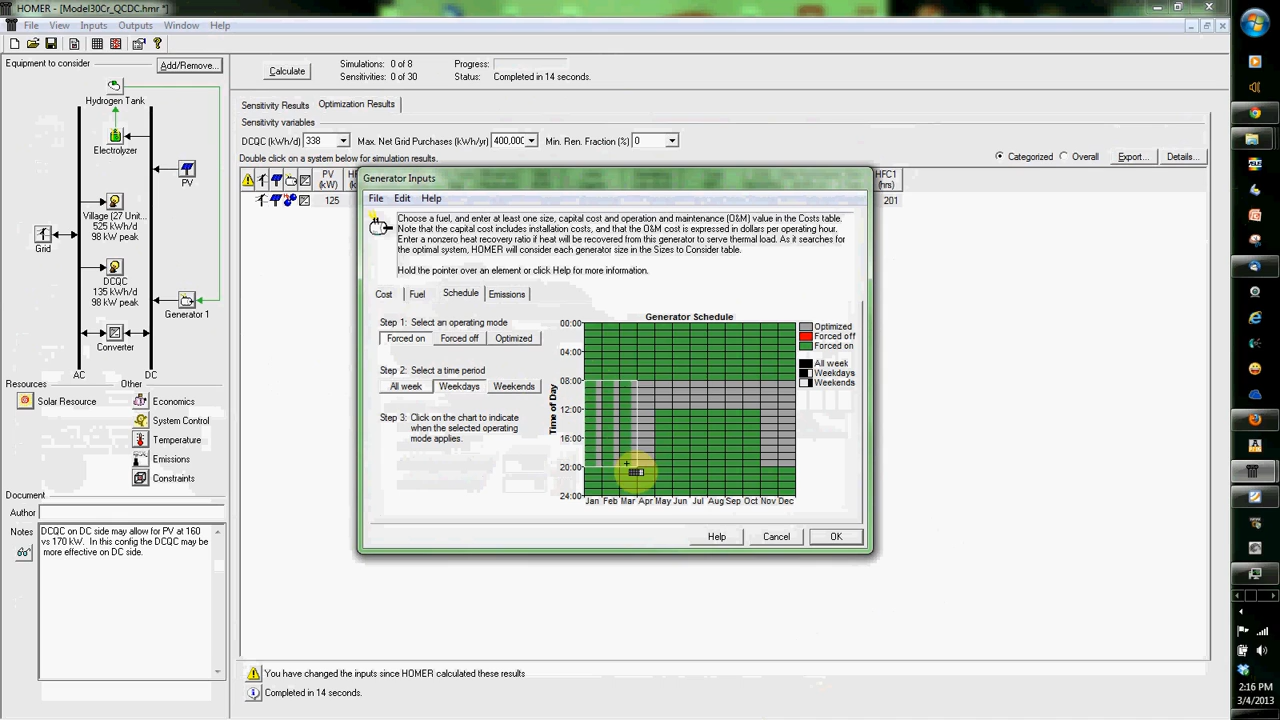 HOMER - [Model30Cr_QCDC.hmr *]
File View Inputs Outputs Window Help
Equipment to consider
Add/Remove...
Hydrogen Tank
Electrolyzer
PV
Village (27 Unit...
525 kWh/d
98 kW peak
Grid
DCQC
135 kWh/d
98 kW peak
Generator 1
Converter
AC DC
Resources Other
Solar Resource
Economics
System Control
Temperature
Emissions
Constraints
Document
Author
Notes
DCQC on DC side may allow for PV at 160
vs 170 kW. In this config the DCQC may be
more effective on DC side.
Calculate
Simulations: 0 of 8
Sensitivities: 0 of 30
Progress:
Status: Completed in 14 seconds.
Sensitivity Results Optimization Results
Sensitivity variables
DCQC (kWh/d) 338 Max. Net Grid Purchases (kWh/yr) 400,000 Min. Ren. Fraction (%) 0
Double click on a system below for simulation results.
Categorized Overall Export... Details...
PV
(kW)
HFC1
(hrs)
125
201
Generator Inputs
File Edit Help
Choose a fuel, and enter at least one size, capital cost and operation and maintenance (O&M) value in the Costs table.
Note that the capital cost includes installation costs, and that the O&M cost is expressed in dollars per operating hour.
Enter a nonzero heat recovery ratio if heat will be recovered from this generator to serve thermal load. As it searches for
the optimal system, HOMER will consider each generator size in the Sizes to Consider table.
Hold the pointer over an element or click Help for more information.
Cost Fuel Schedule Emissions
Step 1: Select an operating mode
Forced on Forced off Optimized
Step 2: Select a time period
All week Weekdays Weekends
Step 3: Click on the chart to indicate
when the selected operating
mode applies.
Generator Schedule
Time of Day
00:00
04:00
08:00
12:00
16:00
20:00
24:00
Jan Feb Mar Apr May Jun Jul Aug Sep Oct Nov Dec
Optimized
Forced off
Forced on
All week
Weekdays
Weekends
Help Cancel OK
You have changed the inputs since HOMER calculated these results
Completed in 14 seconds.
2:16 PM
3/4/2013